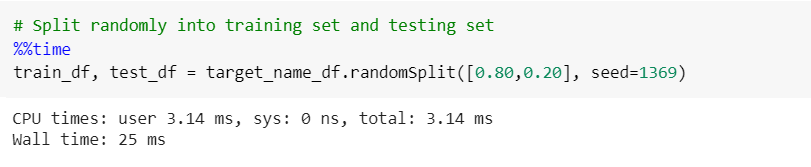 # Split randomly into training set and testing set
%%time
train_df, test_df = target_name_df.randomSplit([0.80,0.20], seed=1369)
CPU times: user 3.14 ms, sys: 0 ns, total: 3.14 ms
Wall time: 25 ms